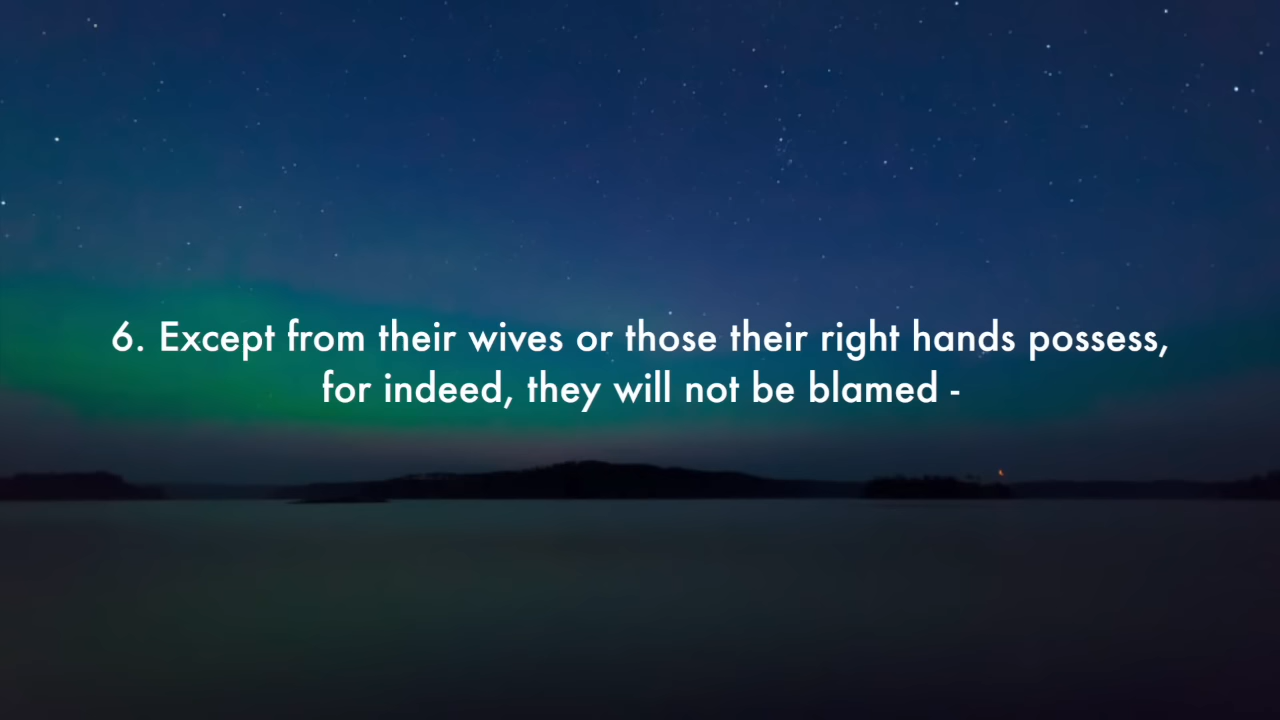 6. Except from their wives or those their right hands possess,
for indeed, they will not be blamed -